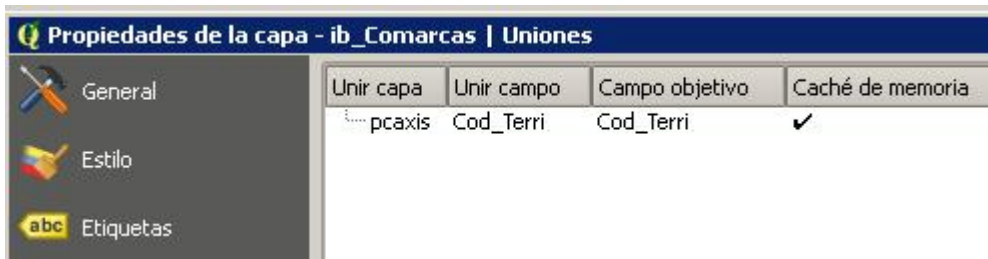 Propiedades de la capa - ib_Comarcas | Uniones
General
Estilo
abc Etiquetas
Unir capa Unir campo Campo objetivo Caché de memoria
pcaxis Cod_Terri Cod_Terri ✔